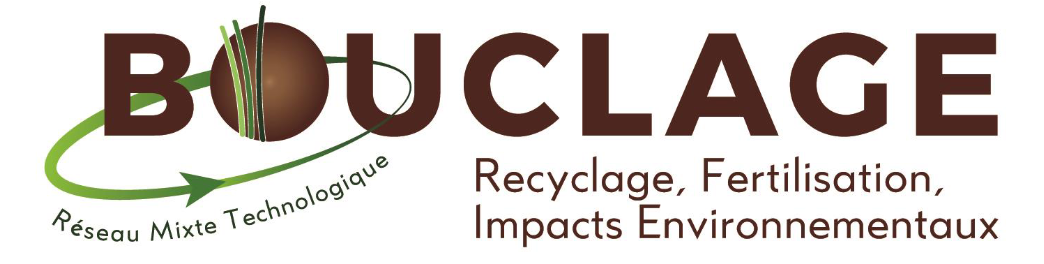 BOUCLAGE
Réseau Mixte Technologique
Recyclage, Fertilisation,
Impacts Environnementaux